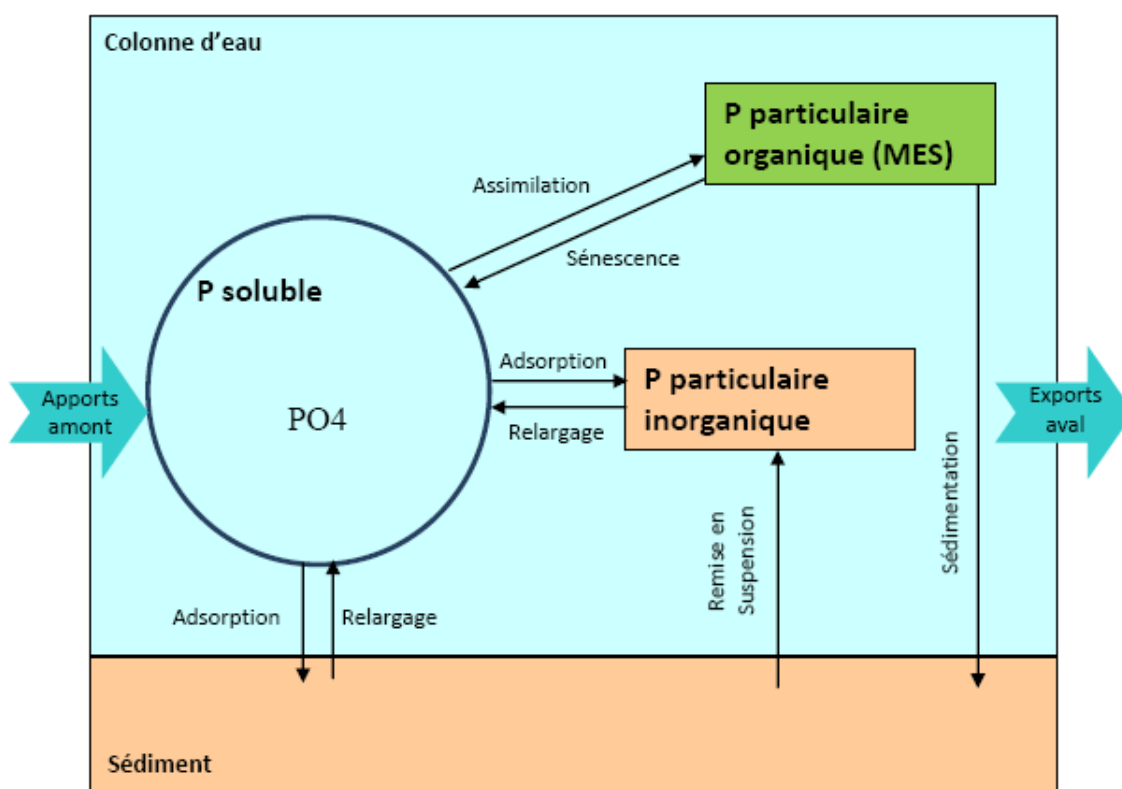 Colonne d’eau
P particulaire
organique (MES)
Assimilation
Sénescence
P soluble
PO4
Adsorption
Relargage
P particulaire
inorganique
Apports
amont
Exports
aval
Sédimentation
Remise en
Suspension
Adsorption
Relargage
Sédiment